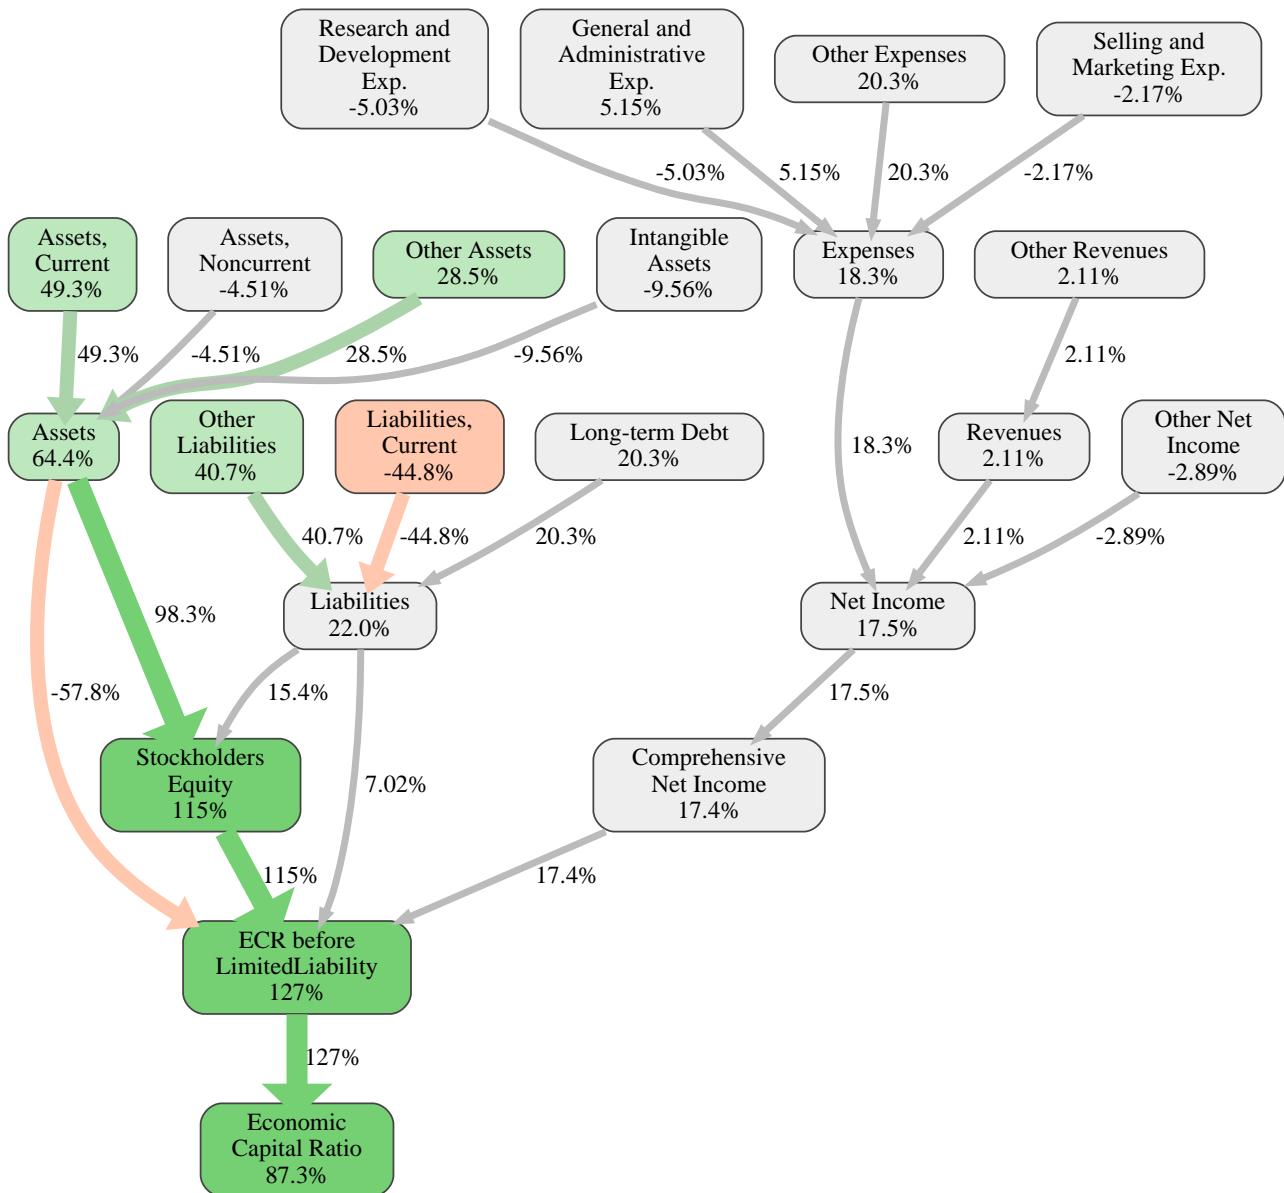 Research and
Development
Exp.
-5.03%
General and
Administrative
Exp.
5.15%
Other Expenses
20.3%
Selling and
Marketing Exp.
-2.17%
-5.03%
5.15%
20.3%
-2.17%
Assets,
Current
49.3%
Assets,
Noncurrent
-4.51%
Other Assets
28.5%
Intangible
Assets
-9.56%
Expenses
18.3%
Other Revenues
2.11%
49.3%
-4.51%
28.5%
-9.56%
2.11%
Assets
64.4%
Other
Liabilities
40.7%
Liabilities,
Current
-44.8%
Long-term Debt
20.3%
18.3%
Revenues
2.11%
Other Net
Income
-2.89%
40.7%
-44.8%
20.3%
2.11%
-2.89%
98.3%
Liabilities
22.0%
Net Income
17.5%
-57.8%
15.4%
17.5%
Stockholders
Equity
115%
7.02%
Comprehensive
Net Income
17.4%
115%
17.4%
ECR before
LimitedLiability
127%
127%
Economic
Capital Ratio
87.3%